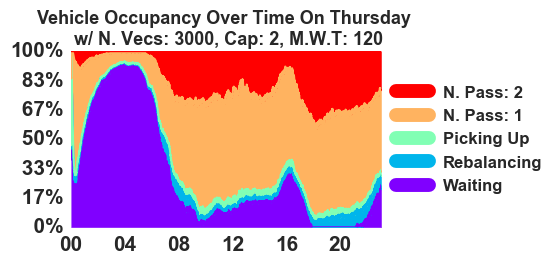 Vehicle Occupancy Over Time On Thursday
w/ N. Vecs: 3000, Cap: 2, M.W.T: 120
100%
83%
67%
50%
33%
17%
0%
00 04 08 12 16 20
N. Pass: 2
N. Pass: 1
Picking Up
Rebalancing
Waiting